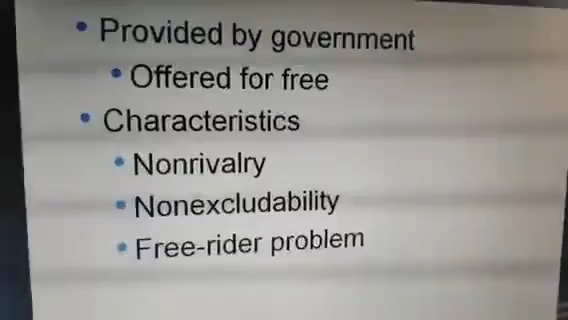 • Provided by government
• Offered for free
• Characteristics
• Nonrivalry
• Nonexcludability
• Free-rider problem